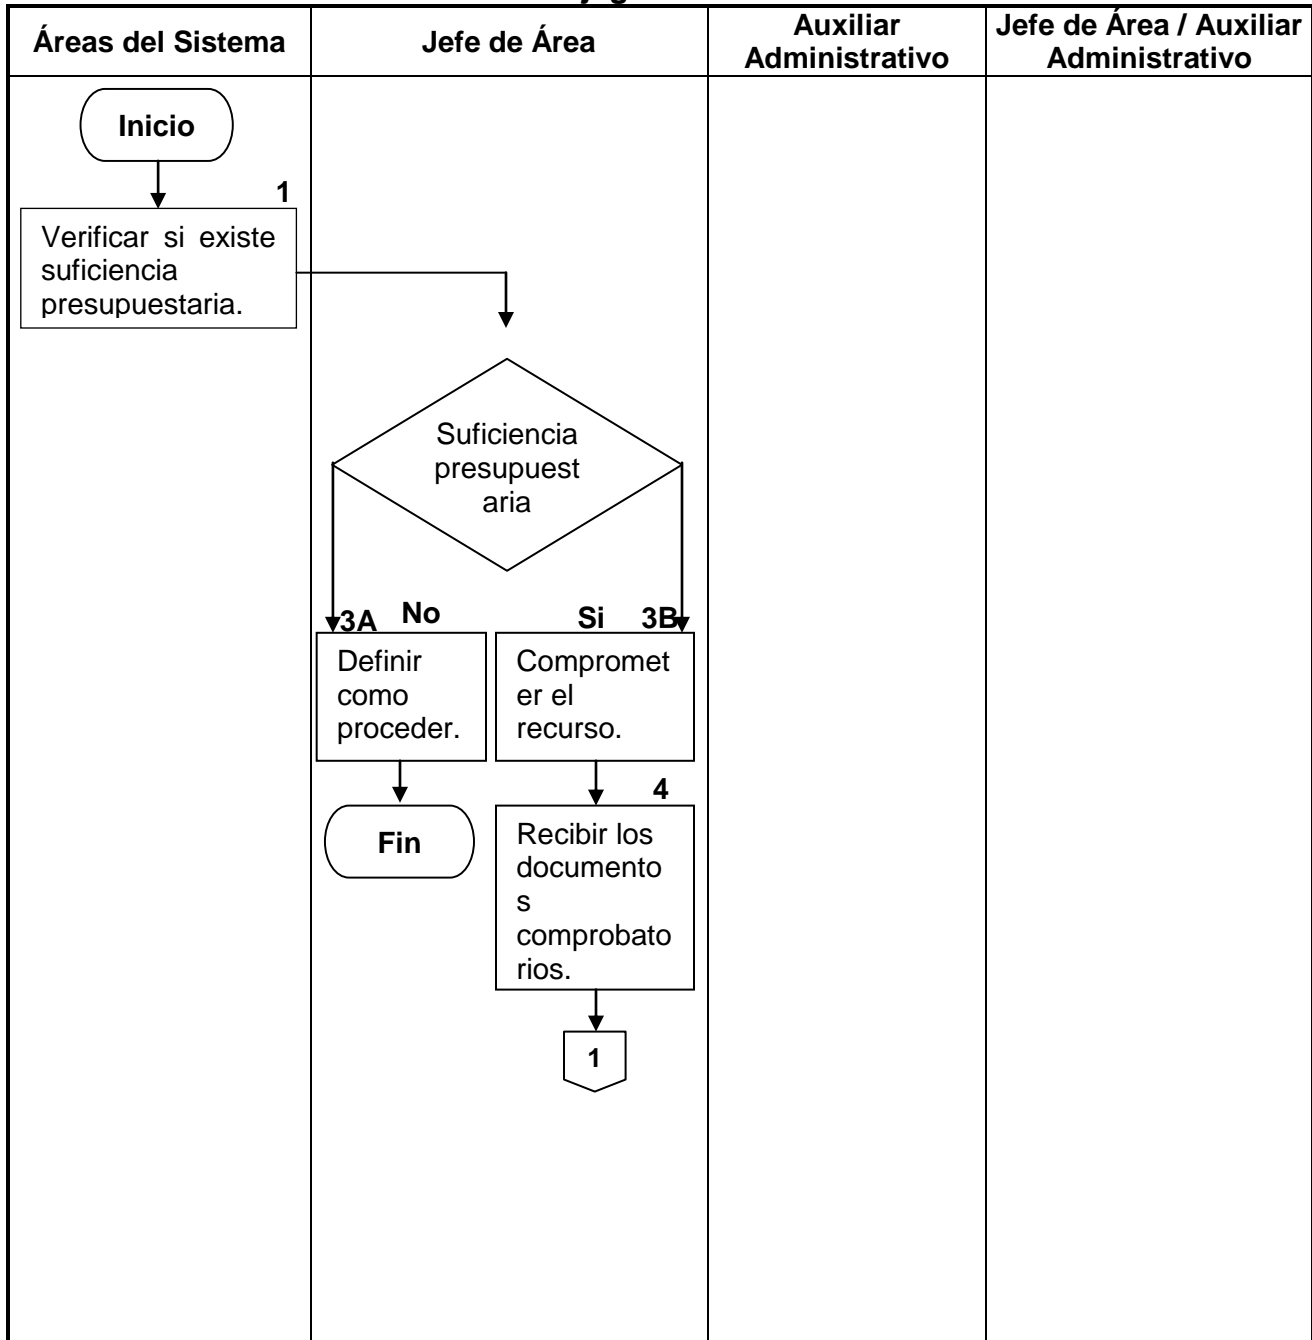 Áreas del Sistema
Jefe de Área
Auxiliar
Administrativo
Jefe de Área / Auxiliar
Administrativo
Inicio
1
Verificar si existe
suficiencia
presupuestaria.
Suficiencia
presupuest
aria
3A
No
Si
3B
Definir
como
proceder.
Compromet
er el
recurso.
4
Fin
Recibir los
documento
s
comprobato
rios.
1